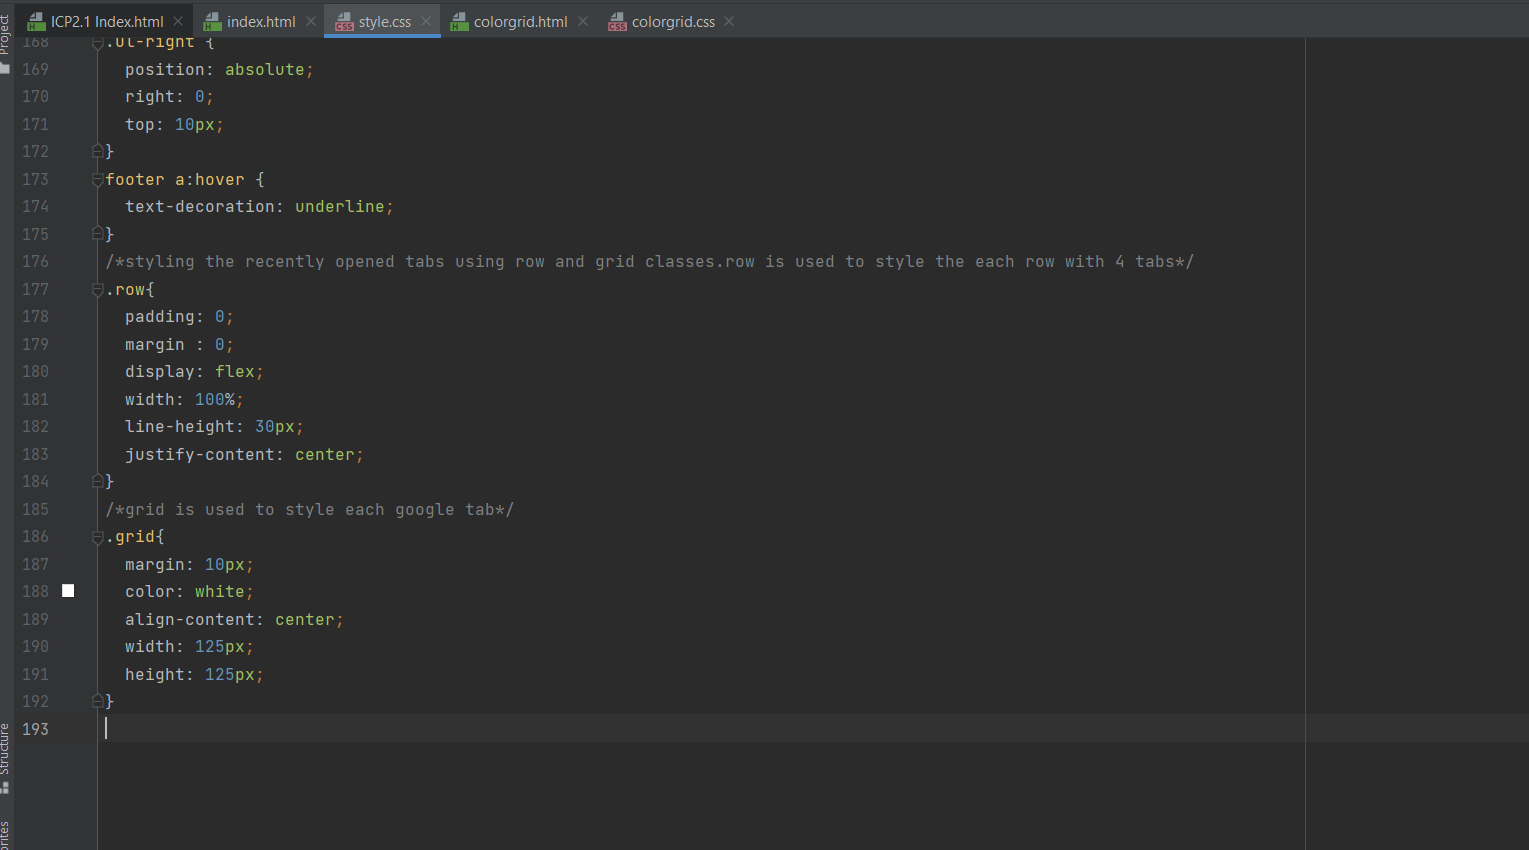 ICP2.1 Index.html
index.html
style.css
colorgrid.html
colorgrid.css
Project
168 .ul-right {
169 position: absolute;
170 right: 0;
171 top: 10px;
172 }
173 footer a:hover {
174 text-decoration: underline;
175 }
176 /*styling the recently opened tabs using row and grid classes.row is used to style the each row with 4 tabs*/
177 .row{
178 padding: 0;
179 margin : 0;
180 display: flex;
181 width: 100%;
182 line-height: 30px;
183 justify-content: center;
184 }
185 /*grid is used to style each google tab*/
186 .grid{
187 margin: 10px;
188 color: white;
189 align-content: center;
190 width: 125px;
191 height: 125px;
192 }
193
Structure